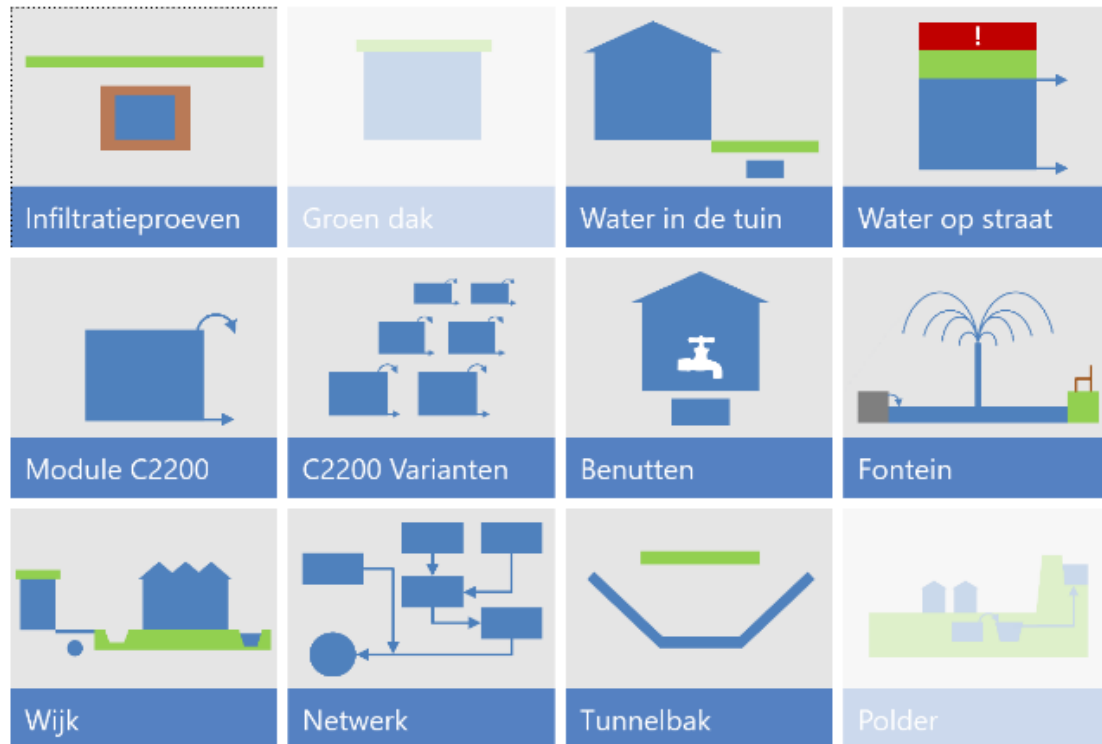 !
Infiltratieproeven
Groen dak
Water in de tuin
Water op straat
Module C2200
C2200 Varianten
Benutten
Fontein
Wijk
Netwerk
Tunnelbak
Polder